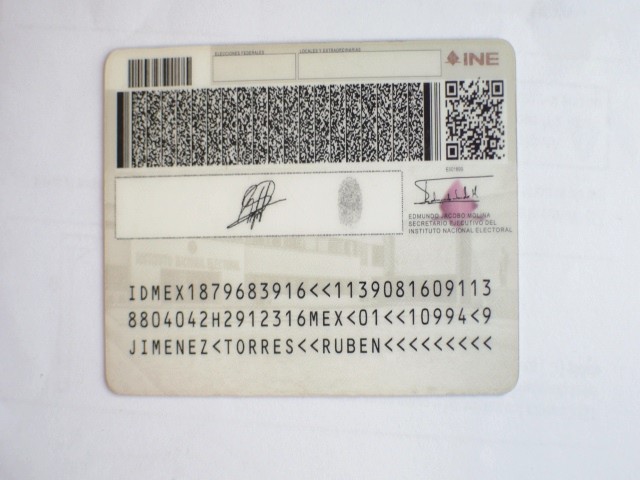 ELECCIONES FEDERALES
LOCALES Y EXTRAORDINARIAS
INE
EDMUNDO JACOBO MOLINA
SECRETARIO EJECUTIVO DEL
INSTITUTO NACIONAL ELECTORAL
IDMEX1879683916<<1139081609113
8804042H2912316MEX<01<<10994<9
JIMENEZ<TORRES<<RUBEN<<<<<<<<<